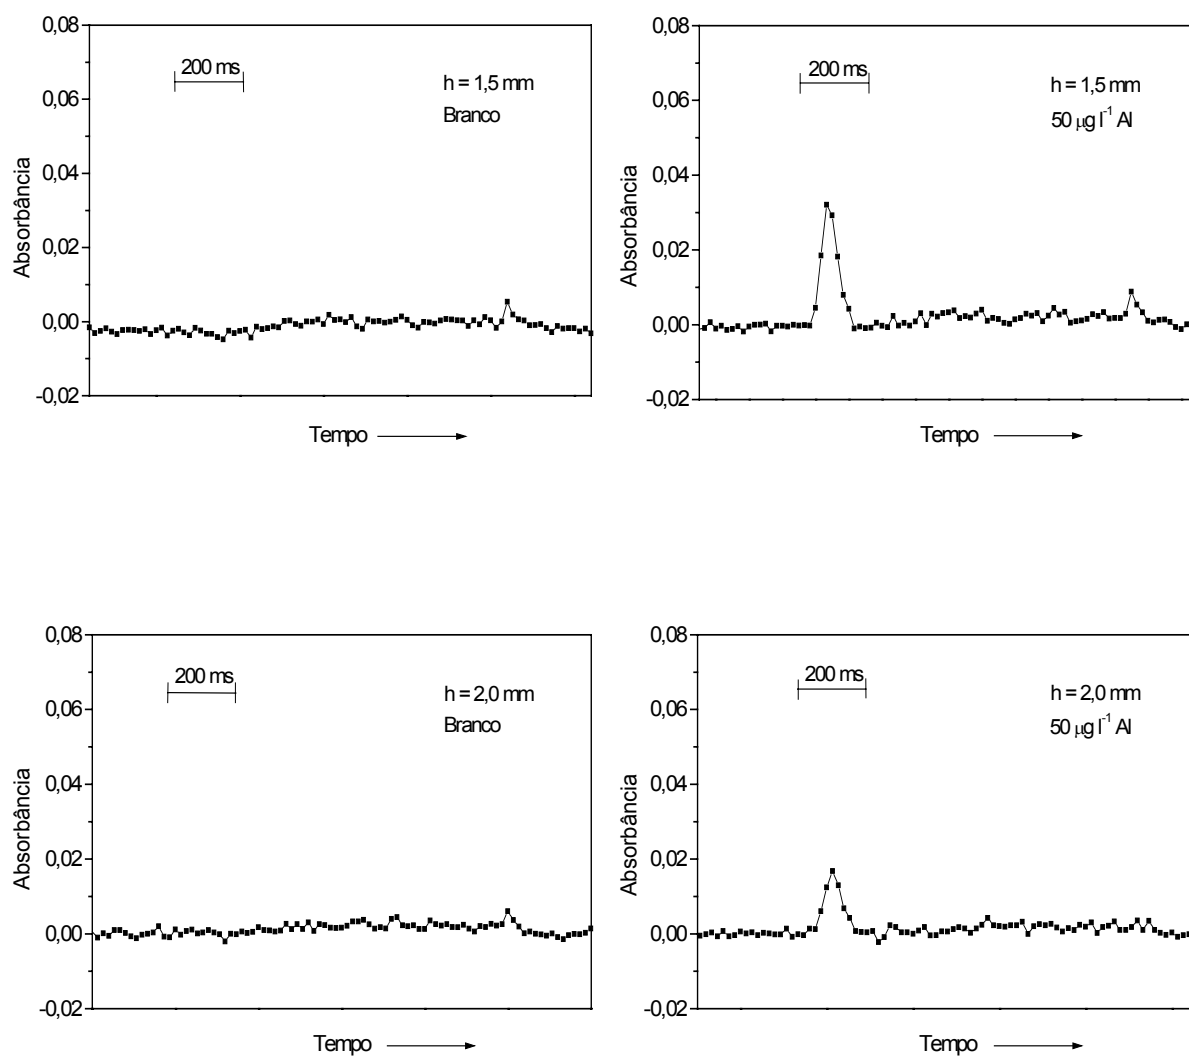 0,08
0,06
0,04
0,02
0,00
-0,02
Absorbância
200 ms
h = 1,5 mm
Branco
Tempo
0,08
0,06
0,04
0,02
0,00
-0,02
Absorbância
200 ms
h = 1,5 mm
50 µg l⁻¹ Al
Tempo
0,08
0,06
0,04
0,02
0,00
-0,02
Absorbância
200 ms
h = 2,0 mm
Branco
Tempo
0,08
0,06
0,04
0,02
0,00
-0,02
Absorbância
200 ms
h = 2,0 mm
50 µg l⁻¹ Al
Tempo